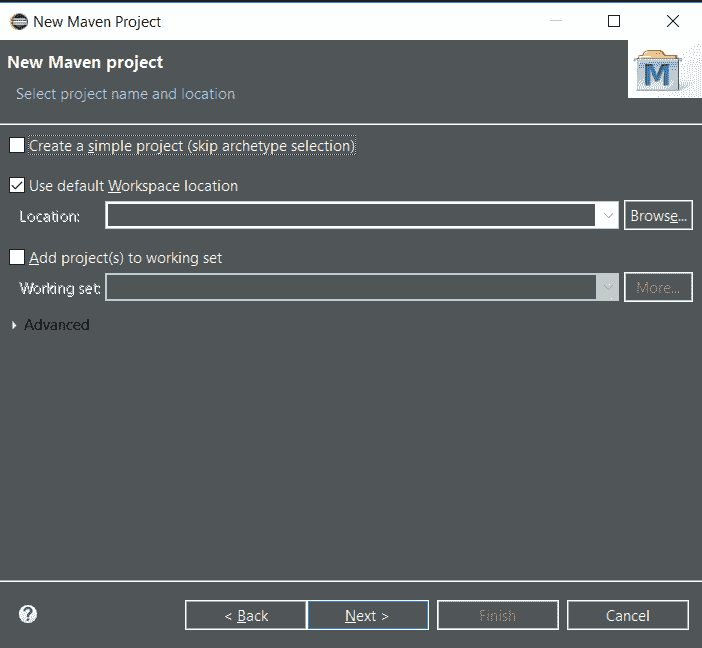 New Maven Project
New Maven project
Select project name and location
M
Create a simple project (skip archetype selection)
Use default Workspace location
Location:
Browse...
Add project(s) to working set
Working set:
More...
Advanced
?
< Back
Next >
Finish
Cancel